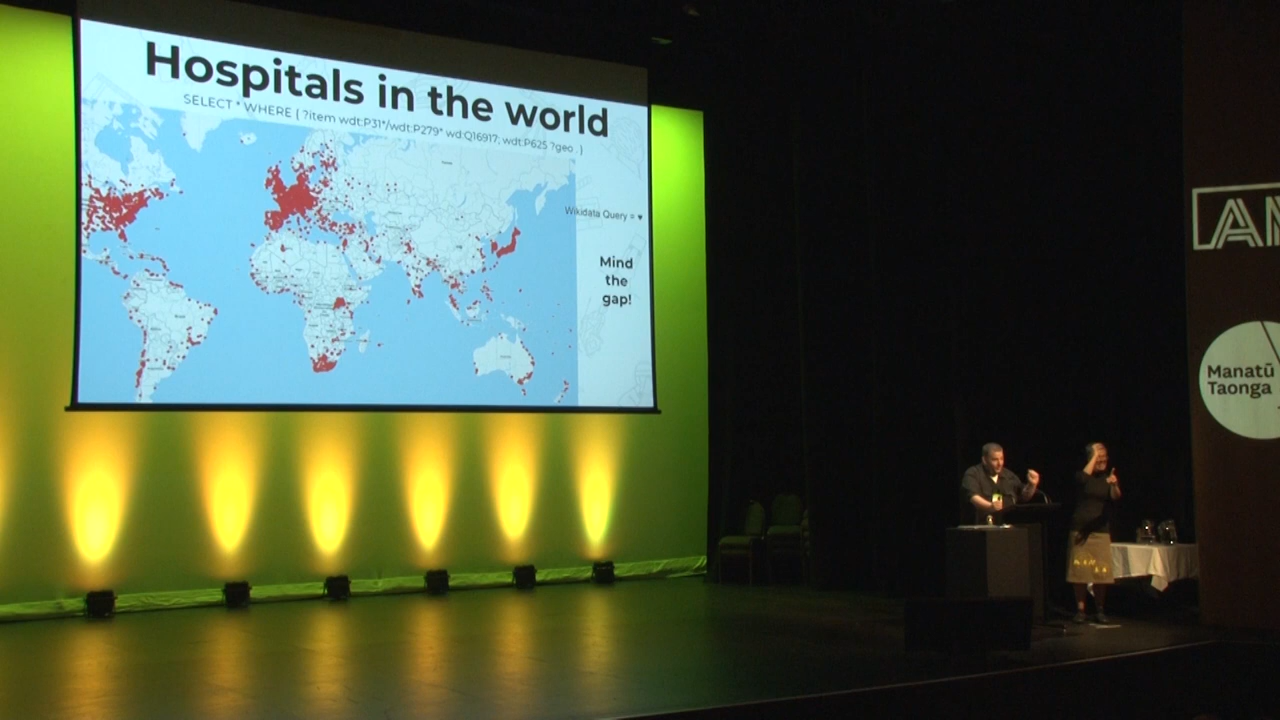 Hospitals in the world
SELECT * WHERE { ?item wdt:P31*/wdt:P279* wd:Q16917; wdt:P625 ?geo . }
Wikidata Query = ♥
Mind
the
gap!
Manatū
Taonga